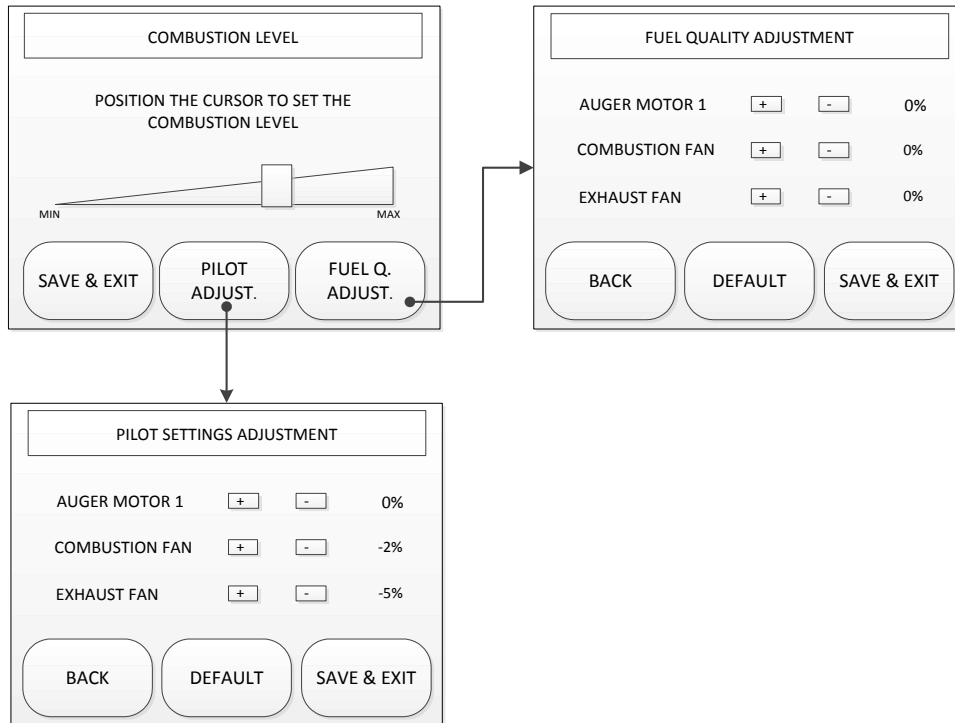 COMBUSTION LEVEL
POSITION THE CURSOR TO SET THE
COMBUSTION LEVEL
MIN
MAX
SAVE & EXIT
PILOT
ADJUST.
FUEL Q.
ADJUST.
FUEL QUALITY ADJUSTMENT
AUGER MOTOR 1 + - 0%
COMBUSTION FAN + - 0%
EXHAUST FAN + - 0%
BACK
DEFAULT
SAVE & EXIT
PILOT SETTINGS ADJUSTMENT
AUGER MOTOR 1 + - 0%
COMBUSTION FAN + - -2%
EXHAUST FAN + - -5%
BACK
DEFAULT
SAVE & EXIT